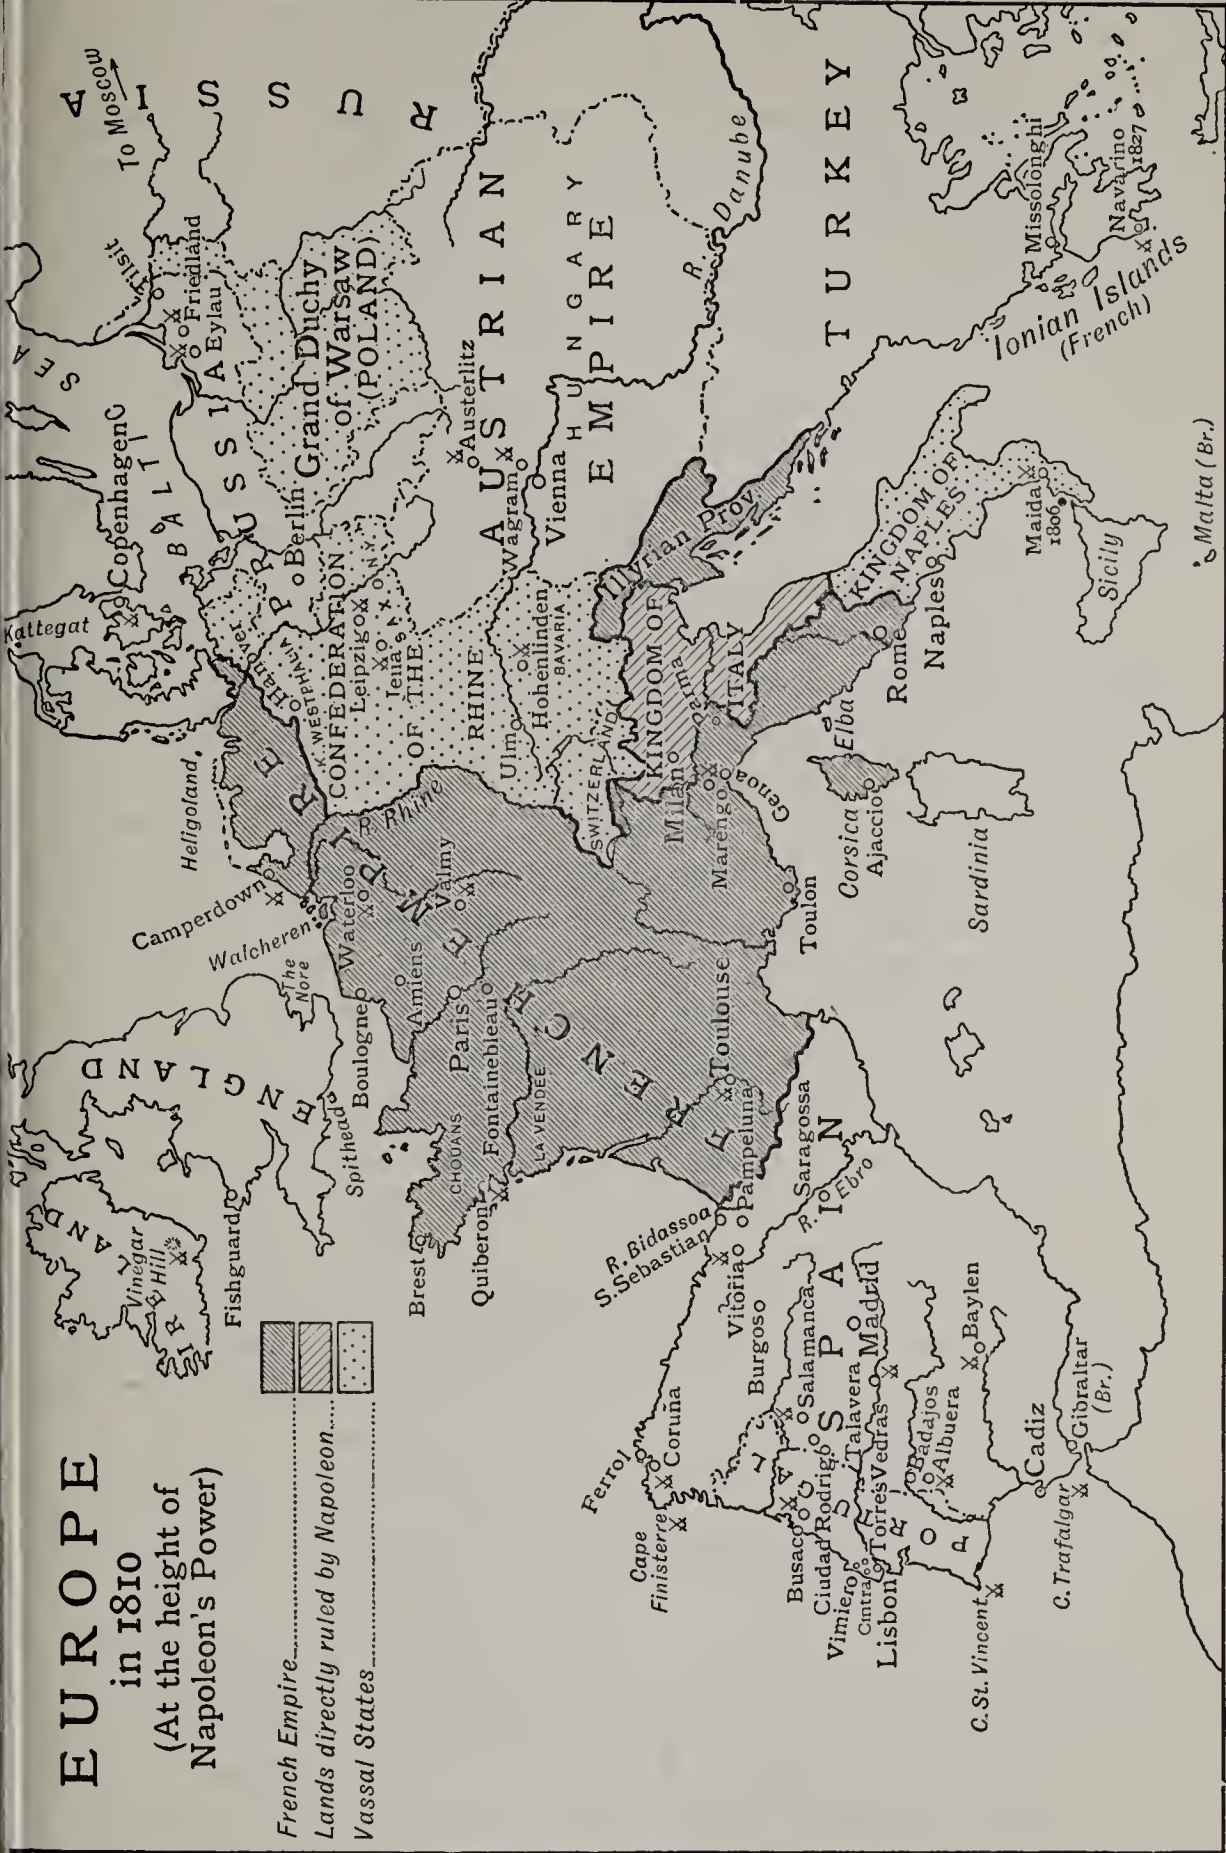 EUROPE
in 1810
(At the height of
Napoleon's Power)
French Empire
Lands directly ruled by Napoleon
Vassal States
IRELAND
Vinegar
Hill
Fishguard
ENGLAND
Spithead
The
Nore
Walcheren
Camperdown
Heligoland
Kattegat
Copenhagen
BALTIC
SEA
Tilsit
To Moscow
RUSSIA
Friedland
Eylau
PRUSSIA
Berlin
Grand Duchy
of Warsaw
(POLAND)
Hanover
K. WESTPHALIA
CONFEDERATION
OF THE
RHINE
Leipzig
Jena
SAXONY
Austerlitz
AUSTRIAN
EMPIRE
HUNGARY
Wagram
Vienna
Ulm
Hohenlinden
BAVARIA
SWITZERLAND
R. Rhine
FRENCH EMPIRE
Waterloo
Valmy
Boulogne
Amiens
Paris
Fontainebleau
CHOUANS
LA VENDEE
Brest
Quiberon
Toulouse
Toulon
KINGDOM OF
ITALY
Milan
Marengo
Parma
Genoa
Illyrian Prov.
R. Danube
TURKEY
Elba
Corsica
Ajaccio
Sardinia
Rome
Naples
KINGDOM OF
NAPLES
Maida
1806
Sicily
Malta (Br.)
Ionian Islands
(French)
Missolonghi
Navarino
1827
R. Bidassoa
S. Sebastian
Pampeluna
Vitoria
Saragossa
R. Ebro
SPAIN
Burgos
Ferrol
Coruña
Cape
Finisterre
Salamanca
Madrid
Talavera
Busaco
Ciudad Rodrigo
Vimiero
Cintra
Torres Vedras
Lisbon
PORTUGAL
Badajos
Albuera
Baylen
Cadiz
Gibraltar
(Br.)
C. Trafalgar
C. St. Vincent